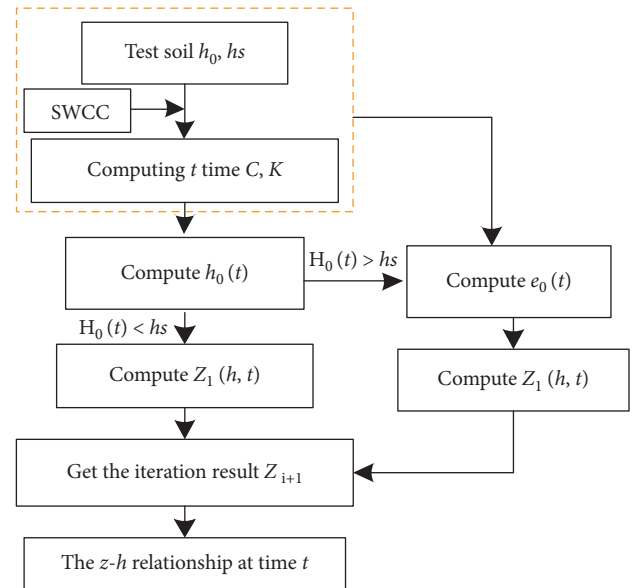 Test soil h₀, hs
SWCC
Computing t time C, K
Compute h₀ (t)
H₀ (t) > hs
Compute e₀ (t)
H₀ (t) < hs
Compute Z₁ (h, t)
Compute Z₁ (h, t)
Get the iteration result Z i+1
The z-h relationship at time t